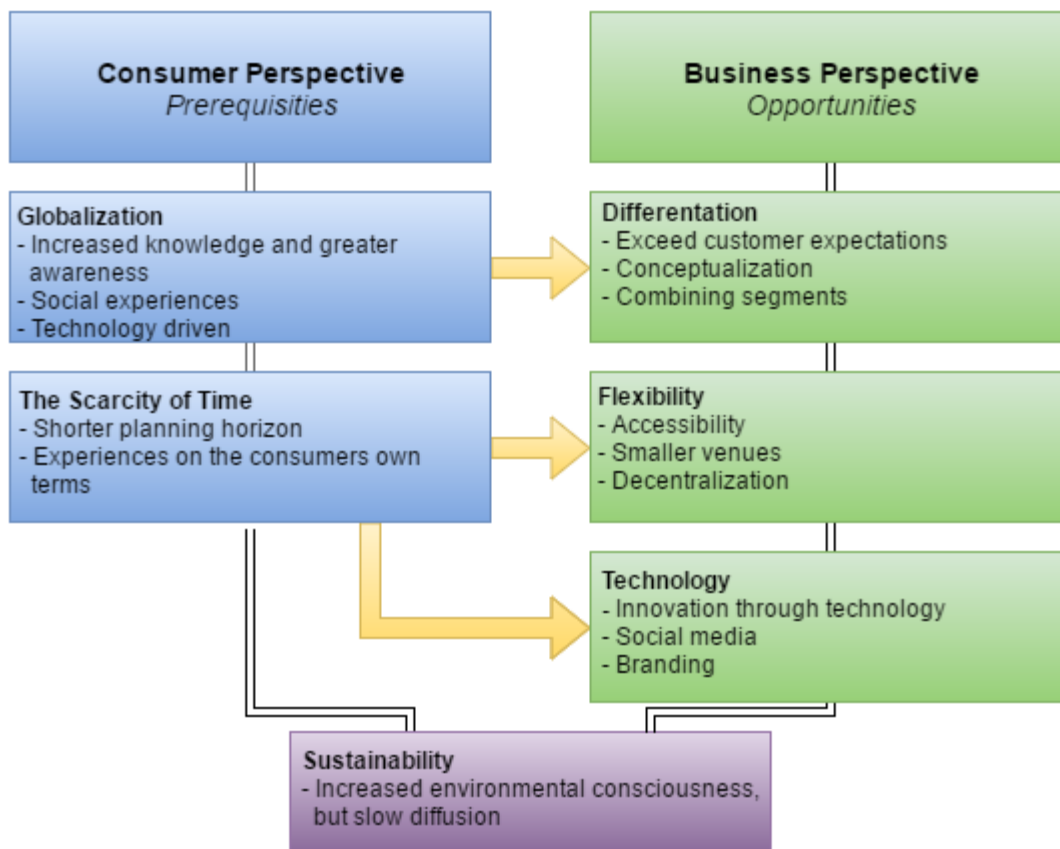 Consumer Perspective
Prerequisities
Business Perspective
Opportunities
Globalization
- Increased knowledge and greater
awareness
- Social experiences
- Technology driven
Differentation
- Exceed customer expectations
- Conceptualization
- Combining segments
The Scarcity of Time
- Shorter planning horizon
- Experiences on the consumers own
terms
Flexibility
- Accessibility
- Smaller venues
- Decentralization
Technology
- Innovation through technology
- Social media
- Branding
Sustainability
- Increased environmental consciousness,
but slow diffusion